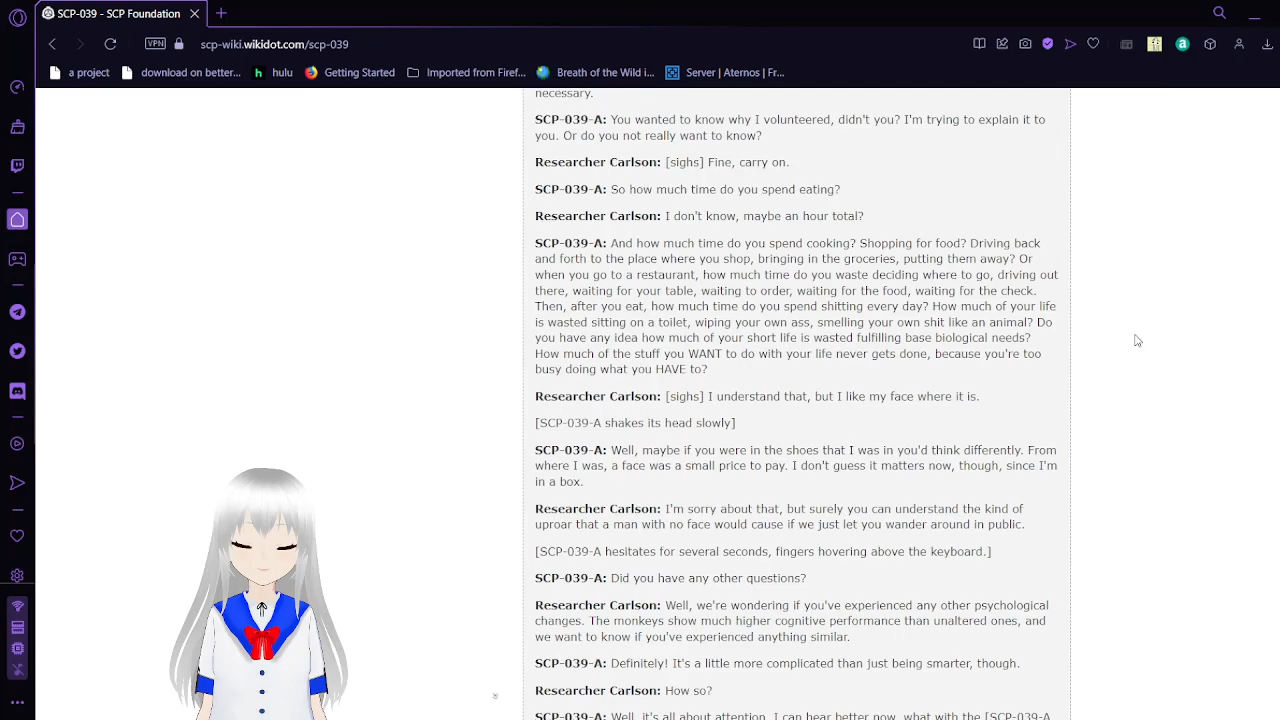 SCP-039 - SCP Foundation
VPN
scp-wiki.wikidot.com/scp-039
a project
download on better...
h hulu
Getting Started
Imported from Firef...
Breath of the Wild i...
Server | Aternos | Fr...
necessary.
SCP-039-A: You wanted to know why I volunteered, didn't you? I'm trying to explain it to
you. Or do you not really want to know?
Researcher Carlson: [sighs] Fine, carry on.
SCP-039-A: So how much time do you spend eating?
Researcher Carlson: I don't know, maybe an hour total?
SCP-039-A: And how much time do you spend cooking? Shopping for food? Driving back
and forth to the place where you shop, bringing in the groceries, putting them away? Or
when you go to a restaurant, how much time do you waste deciding where to go, driving out
there, waiting for your table, waiting to order, waiting for the food, waiting for the check.
Then, after you eat, how much time do you spend shitting every day? How much of your life
is wasted sitting on a toilet, wiping your own ass, smelling your own shit like an animal? Do
you have any idea how much of your short life is wasted fulfilling base biological needs?
How much of the stuff you WANT to do with your life never gets done, because you're too
busy doing what you HAVE to?
Researcher Carlson: [sighs] I understand that, but I like my face where it is.
[SCP-039-A shakes its head slowly]
SCP-039-A: Well, maybe if you were in the shoes that I was in you'd think differently. From
where I was, a face was a small price to pay. I don't guess it matters now, though, since I'm
in a box.
Researcher Carlson: I'm sorry about that, but surely you can understand the kind of
uproar that a man with no face would cause if we just let you wander around in public.
[SCP-039-A hesitates for several seconds, fingers hovering above the keyboard.]
SCP-039-A: Did you have any other questions?
Researcher Carlson: Well, we're wondering if you've experienced any other psychological
changes. The monkeys show much higher cognitive performance than unaltered ones, and
we want to know if you've experienced anything similar.
SCP-039-A: Definitely! It's a little more complicated than just being smarter, though.
Researcher Carlson: How so?
SCP-039-A: Well, it's all about attention. I can hear better now, what with the [SCP-039-A